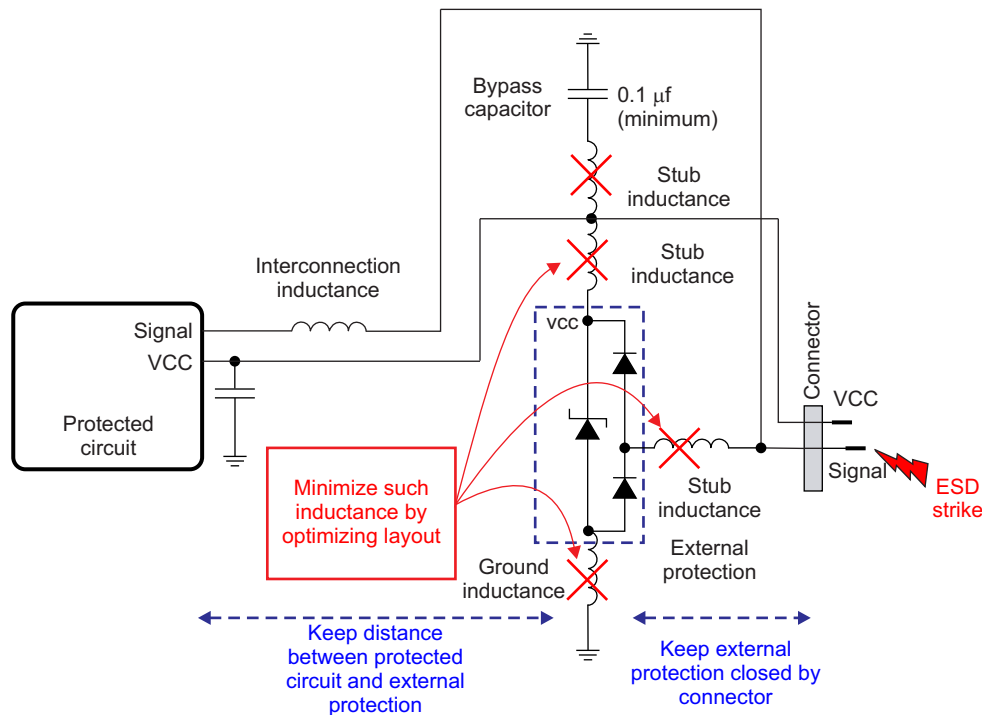 Bypass
capacitor
0.1 μf
(minimum)
Stub
inductance
Stub
inductance
Interconnection
inductance
Signal
VCC
Protected
circuit
vcc
Connector
VCC
Signal
ESD
strike
Minimize such
inductance by
optimizing layout
Stub
inductance
External
protection
Ground
inductance
Keep distance
between protected
circuit and external
protection
Keep external
protection closed by
connector